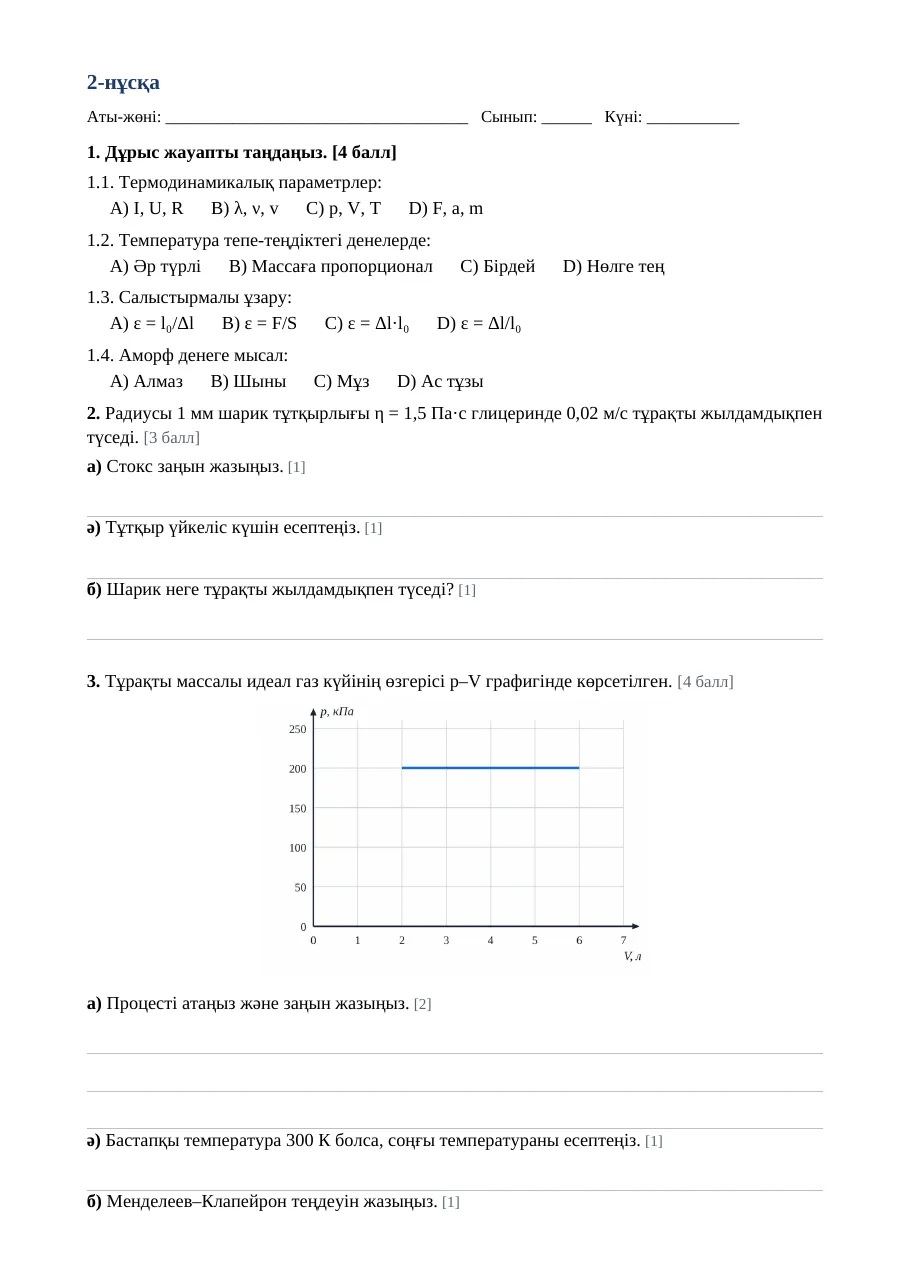 2-нұсқа
Аты-жөні: ____________________________________ Сынып: ______ Күні: ___________
1. Дұрыс жауапты таңдаңыз. [4 балл]
1.1. Термодинамикалық параметрлер:
A) I, U, R B) λ, ν, v C) p, V, T D) F, a, m
1.2. Температура тепе-теңдіктегі денелерде:
A) Әр түрлі B) Массаға пропорционал C) Бірдей D) Нөлге тең
1.3. Салыстырмалы ұзару:
A) ε = l₀/Δl B) ε = F/S C) ε = Δl·l₀ D) ε = Δl/l₀
1.4. Аморф денеге мысал:
A) Алмаз B) Шыны C) Мұз D) Ас тұзы
2. Радиусы 1 мм шарик тұтқырлығы η = 1,5 Па·с глицеринде 0,02 м/с тұрақты жылдамдықпен
түседі. [3 балл]
а) Стокс заңын жазыңыз. [1]
ә) Тұтқыр үйкеліс күшін есептеңіз. [1]
б) Шарик неге тұрақты жылдамдықпен түседі? [1]
3. Тұрақты массалы идеал газ күйінің өзгерісі p–V графигінде көрсетілген. [4 балл]
p, кПа
250
200
150
100
50
0
0 1 2 3 4 5 6 7
V, л
а) Процесті атаңыз және заңын жазыңыз. [2]
ә) Бастапқы температура 300 К болса, соңғы температураны есептеңіз. [1]
б) Менделеев–Клапейрон теңдеуін жазыңыз. [1]